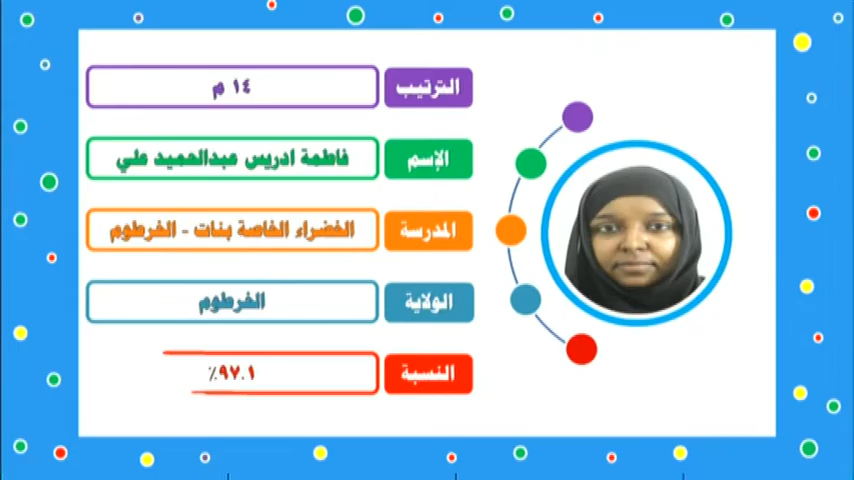 الترتيب ١٤ م
الإسم فاطمة ادريس عبدالحميد علي
المدرسة الخضراء الخاصة بنات - الخرطوم
الولاية الخرطوم
النسبة ٩٧.١٪